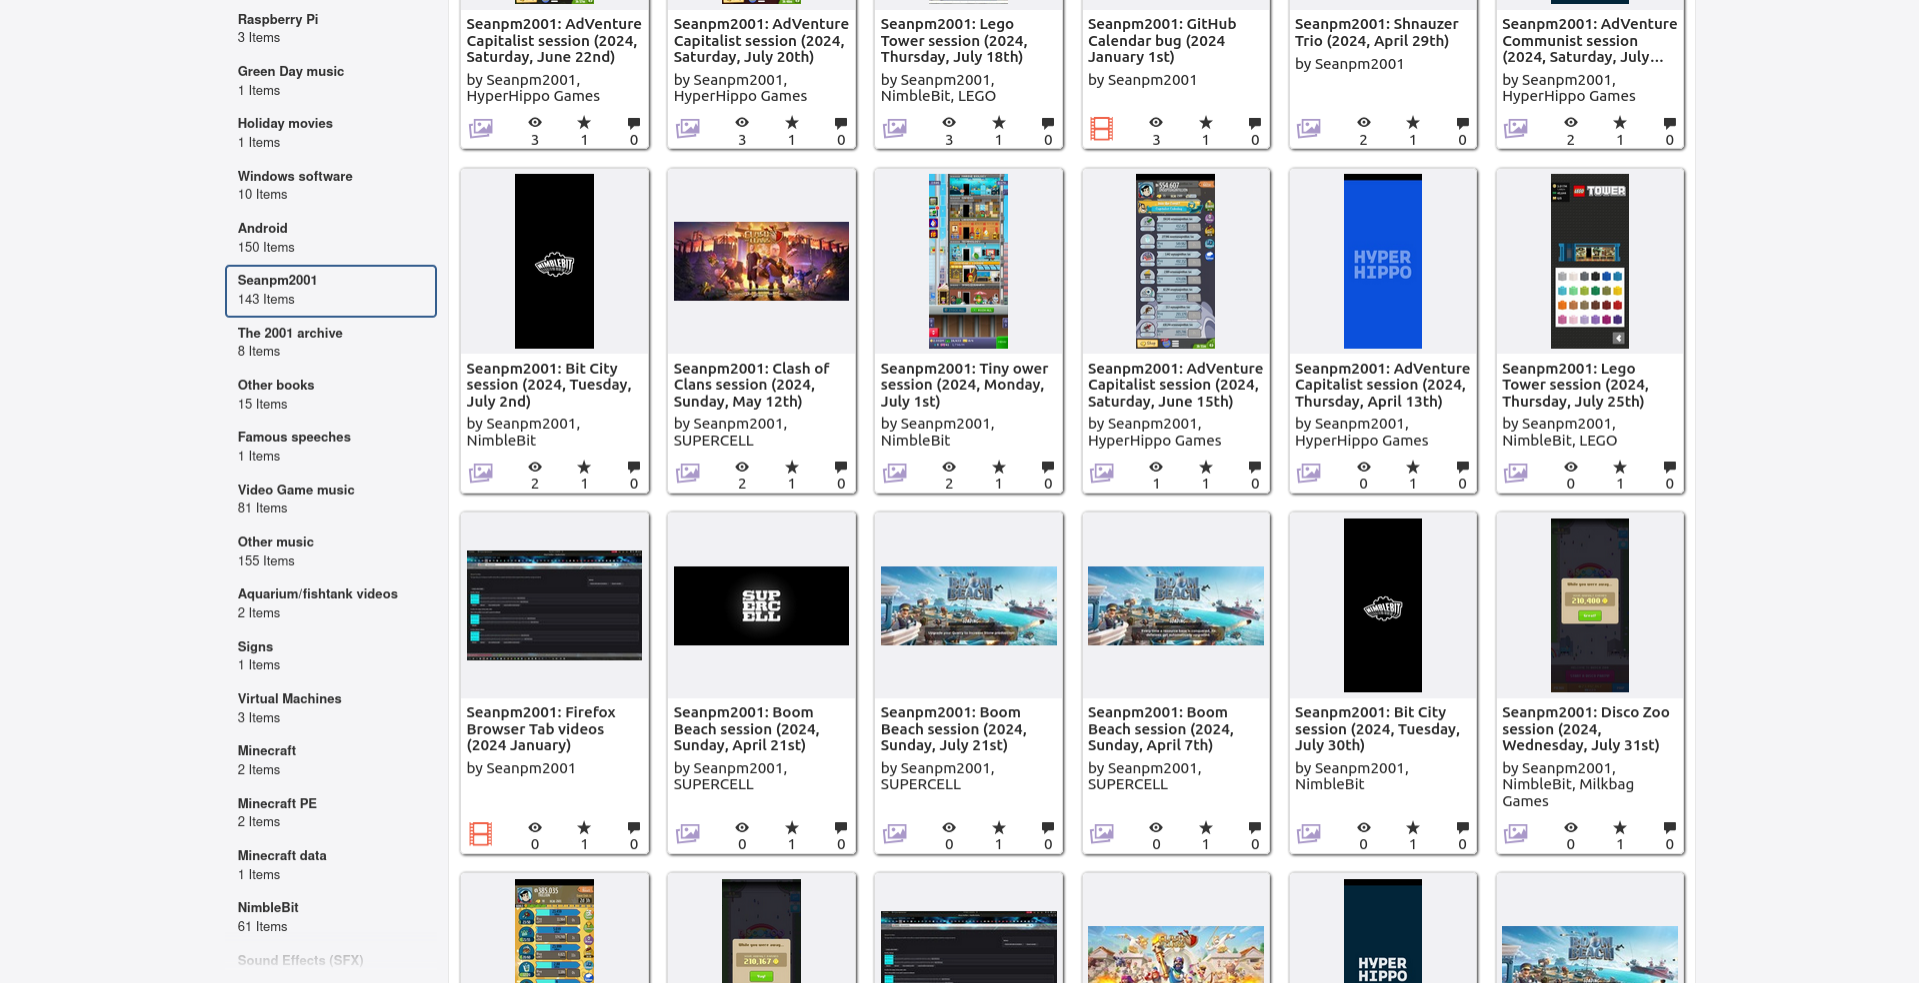 Raspberry Pi
3 Items
Green Day music
1 Items
Holiday movies
1 Items
Windows software
10 Items
Android
150 Items
Seanpm2001
143 Items
The 2001 archive
8 Items
Other books
15 Items
Famous speeches
1 Items
Video Game music
81 Items
Other music
155 Items
Aquarium/fishtank videos
2 Items
Signs
1 Items
Virtual Machines
3 Items
Minecraft
2 Items
Minecraft PE
2 Items
Minecraft data
1 Items
NimbleBit
61 Items
Sound Effects (SFX)
Seanpm2001: AdVenture
Capitalist session (2024,
Saturday, June 22nd)
by Seanpm2001,
HyperHippo Games
3 1 0
Seanpm2001: AdVenture
Capitalist session (2024,
Saturday, July 20th)
by Seanpm2001,
HyperHippo Games
3 1 0
Seanpm2001: Lego
Tower session (2024,
Thursday, July 18th)
by Seanpm2001,
NimbleBit, LEGO
3 1 0
Seanpm2001: GitHub
Calendar bug (2024
January 1st)
by Seanpm2001
3 1 0
Seanpm2001: Shnauzer
Trio (2024, April 29th)
by Seanpm2001
2 1 0
Seanpm2001: AdVenture
Communist session
(2024, Saturday, July...
by Seanpm2001,
HyperHippo Games
2 1 0
NIMBLEBIT
Seanpm2001: Bit City
session (2024, Tuesday,
July 2nd)
by Seanpm2001,
NimbleBit
2 1 0
Seanpm2001: Clash of
Clans session (2024,
Sunday, May 12th)
by Seanpm2001,
SUPERCELL
2 1 0
Seanpm2001: Tiny ower
session (2024, Monday,
July 1st)
by Seanpm2001,
NimbleBit
2 1 0
Seanpm2001: AdVenture
Capitalist session (2024,
Saturday, June 15th)
by Seanpm2001,
HyperHippo Games
1 1 0
HYPER
HIPPO
Seanpm2001: AdVenture
Capitalist session (2024,
Thursday, April 13th)
by Seanpm2001,
HyperHippo Games
0 1 0
LEGO TOWER
Seanpm2001: Lego
Tower session (2024,
Thursday, July 25th)
by Seanpm2001,
NimbleBit, LEGO
0 1 0
Seanpm2001: Firefox
Browser Tab videos
(2024 January)
by Seanpm2001
0 1 0
SUP
ERC
ELL
Seanpm2001: Boom
Beach session (2024,
Sunday, April 21st)
by Seanpm2001,
SUPERCELL
0 1 0
BOOM
BEACH
Seanpm2001: Boom
Beach session (2024,
Sunday, July 21st)
by Seanpm2001,
SUPERCELL
0 1 0
BOOM
BEACH
Seanpm2001: Boom
Beach session (2024,
Sunday, April 7th)
by Seanpm2001,
SUPERCELL
0 1 0
NIMBLEBIT
Seanpm2001: Bit City
session (2024, Tuesday,
July 30th)
by Seanpm2001,
NimbleBit
0 1 0
While you were away...
210,400
Seanpm2001: Disco Zoo
session (2024,
Wednesday, July 31st)
by Seanpm2001,
NimbleBit, Milkbag
Games
0 1 0
While you were away...
210,167
HYPER
HIPPO
BOOM
BEACH